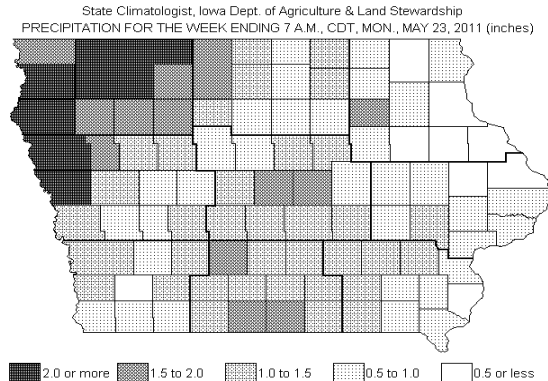 State Climatologist, Iowa Dept. of Agriculture & Land Stewardship
PRECIPITATION FOR THE WEEK ENDING 7 A.M., CDT, MON., MAY 23, 2011 (inches)
2.0 or more 1.5 to 2.0 1.0 to 1.5 0.5 to 1.0 0.5 or less